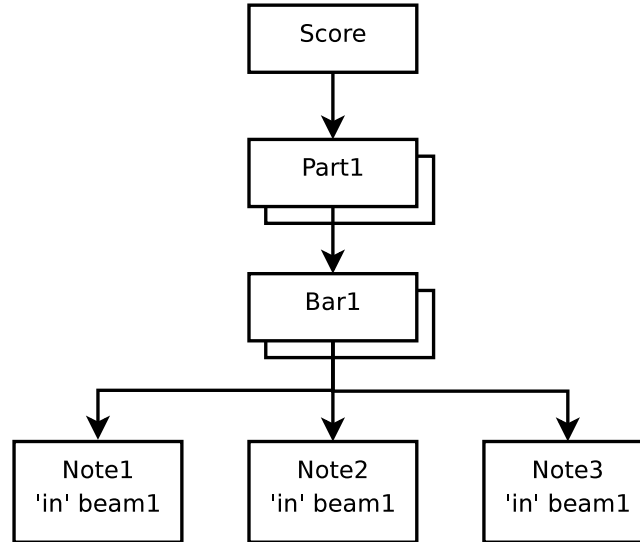 Score
Part1
Bar1
Note1
'in' beam1
Note2
'in' beam1
Note3
'in' beam1